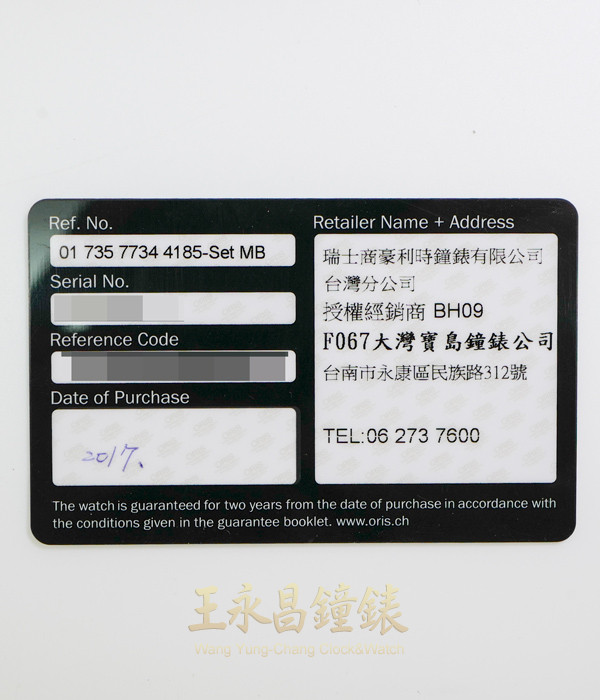 Ref. No.
01 735 7734 4185-Set MB
Serial No.
Reference Code
Date of Purchase
2017、
Retailer Name + Address
瑞士商豪利時鐘錶有限公司
台灣分公司
授權經銷商 BH09
F067大灣寶島鐘錶公司
台南市永康區民族路312號
TEL:06 273 7600
The watch is guaranteed for two years from the date of purchase in accordance with
the conditions given in the guarantee booklet. www.oris.ch
王永昌鐘錶
Wang Yung-Chang Clock&Watch